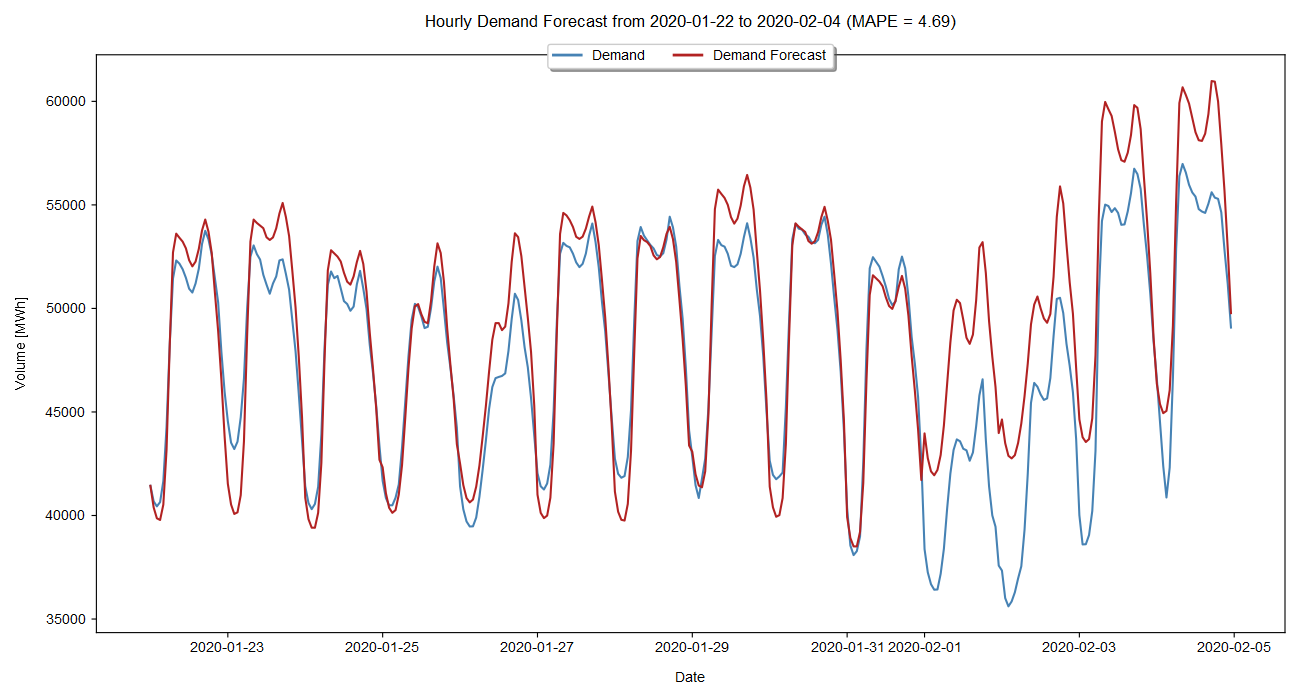 Hourly Demand Forecast from 2020-01-22 to 2020-02-04 (MAPE = 4.69)
Demand Demand Forecast
60000
55000
50000
45000
40000
35000
Volume [MWh]
2020-01-23 2020-01-25 2020-01-27 2020-01-29 2020-01-31 2020-02-01 2020-02-03 2020-02-05
Date